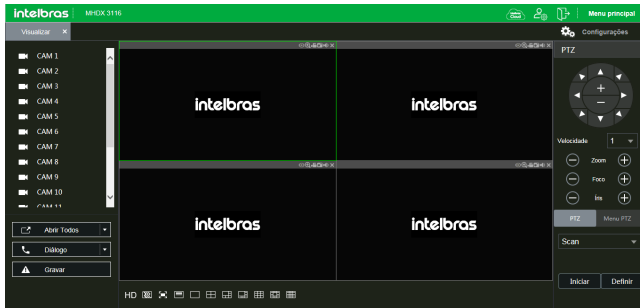 intelbras MHDX 3116 Menu principal
Visualizar × Configurações
CAM 1
CAM 2
CAM 3
CAM 4
CAM 5
CAM 6
CAM 7
CAM 8
CAM 9
CAM 10
CAM 11
Abrir Todos
Diálogo
Gravar
intelbras intelbras
intelbras intelbras
HD
PTZ
Velocidade 1
Zoom
Foco
Íris
PTZ Menu PTZ
Scan
Iniciar Definir